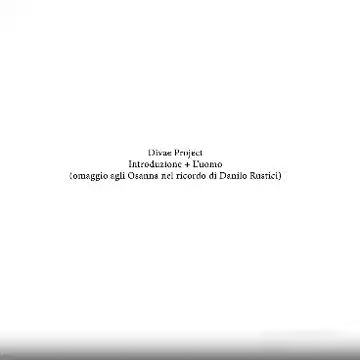 Divae Project
Introduzione + L'uomo
(omaggio agli Osanna nel ricordo di Danilo Rustici)